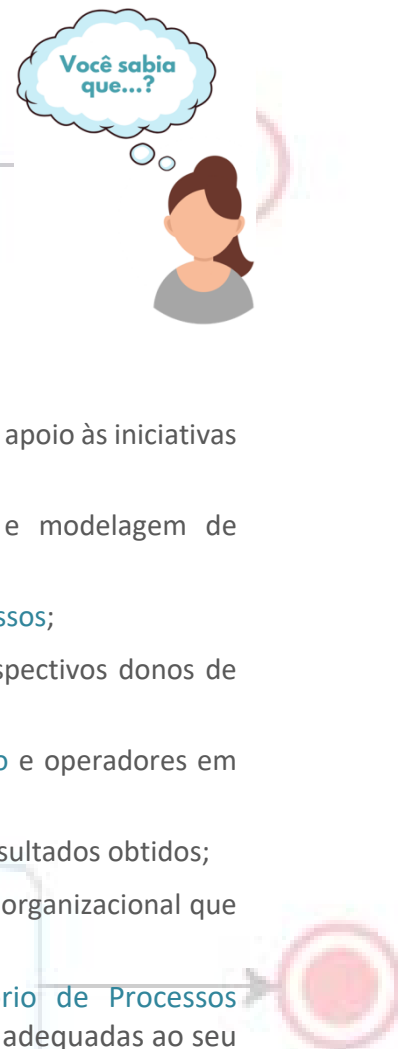 Você sabia
que...?
apoio às iniciativas
e modelagem de
ssos;
spectivos donos de
o e operadores em
sultados obtidos;
organizacional que
rio de Processos
adequadas ao seu